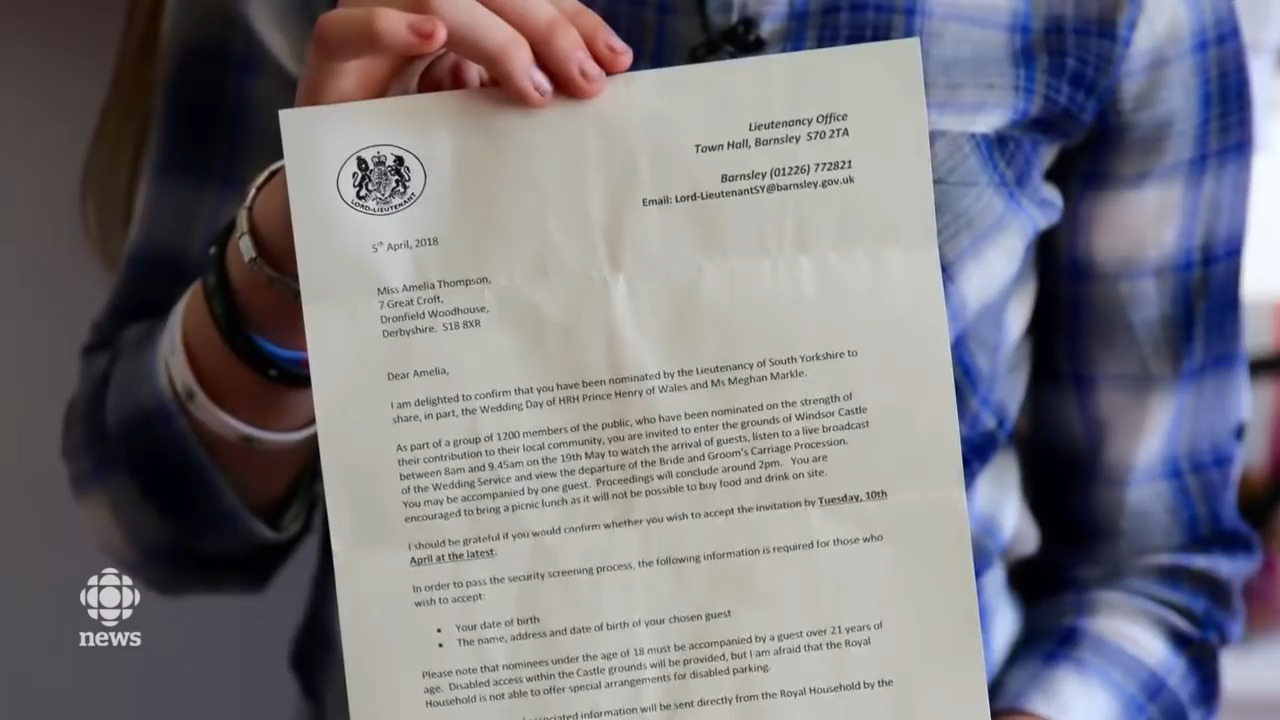 Lieutenancy Office
Town Hall, Barnsley S70 2TA
Barnsley (01226) 772821
Email: Lord-LieutenantSY@barnsley.gov.uk
LORD-LIEUTENANT
5th April, 2018
Miss Amelia Thompson,
7 Great Croft,
Dronfield Woodhouse,
Derbyshire. S18 8XR
Dear Amelia,
I am delighted to confirm that you have been nominated by the Lieutenancy of South Yorkshire to
share, in part, the Wedding Day of HRH Prince Henry of Wales and Ms Meghan Markle.
As part of a group of 1200 members of the public, who have been nominated on the strength of
their contribution to their local community, you are invited to enter the grounds of Windsor Castle
between 8am and 9.45am on the 19th May to watch the arrival of guests, listen to a live broadcast
of the Wedding Service and view the departure of the Bride and Groom's Carriage Procession.
You may be accompanied by one guest. Proceedings will conclude around 2pm. You are
encouraged to bring a picnic lunch as it will not be possible to buy food and drink on site.
I should be grateful if you would confirm whether you wish to accept the invitation by Tuesday, 10th
April at the latest.
In order to pass the security screening process, the following information is required for those who
wish to accept:
• Your date of birth
• The name, address and date of birth of your chosen guest
Please note that nominees under the age of 18 must be accompanied by a guest over 21 years of
age. Disabled access within the Castle grounds will be provided, but I am afraid that the Royal
Household is not able to offer special arrangements for disabled parking.
information will be sent directly from the Royal Household by the
news